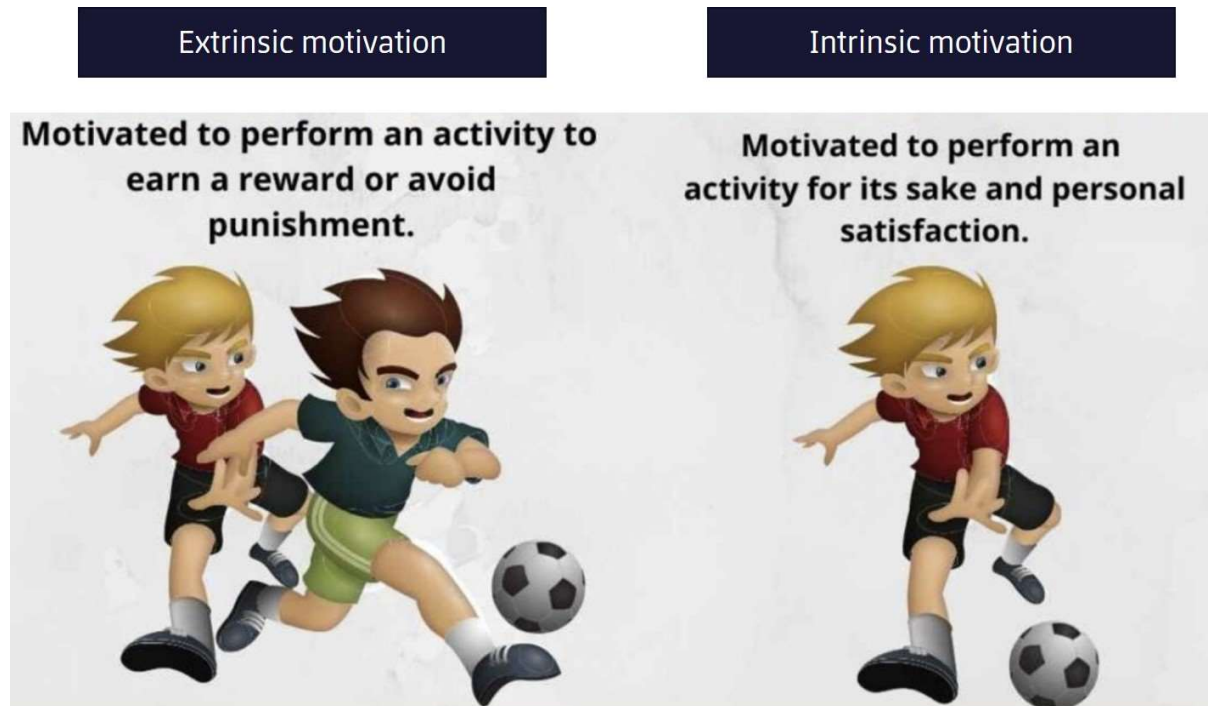 Extrinsic motivation
Motivated to perform an activity to
earn a reward or avoid
punishment.
Intrinsic motivation
Motivated to perform an
activity for its sake and personal
satisfaction.